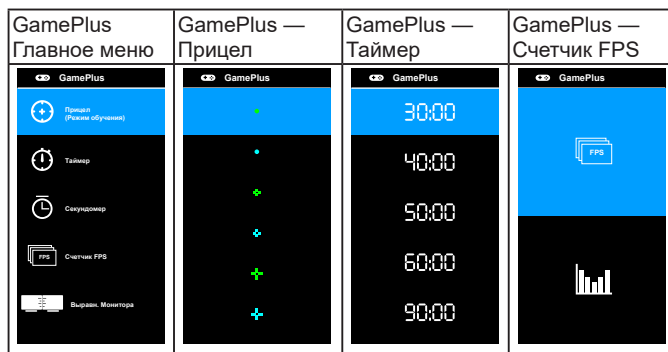 GamePlus
Главное меню
GamePlus —
Прицел
GamePlus —
Таймер
GamePlus —
Счетчик FPS
GamePlus
Прицел
(Режим обучения)
Таймер
Секундомер
FPS
Счетчик FPS
Выравн. Монитора
GamePlus
GamePlus
30:00
40:00
50:00
60:00
90:00
GamePlus
FPS